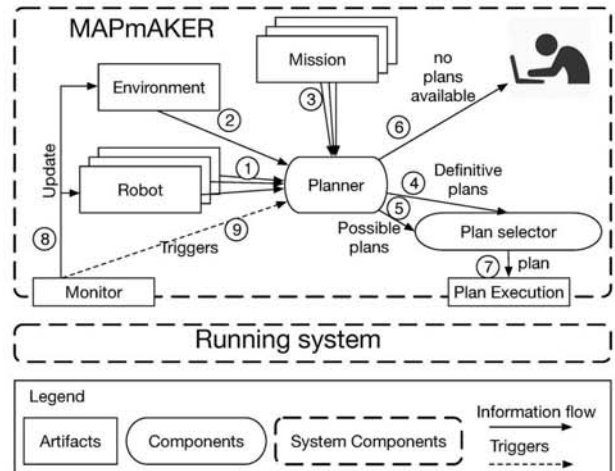 MAPmAKER
Mission
no
plans
available
Environment
3
2
6
Update
Robot
1
Planner
4
Definitive
plans
5
Possible
plans
Plan selector
8
Triggers
9
7
plan
Monitor
Plan Execution
Running system
Legend
Artifacts
Components
System Components
Information flow
Triggers